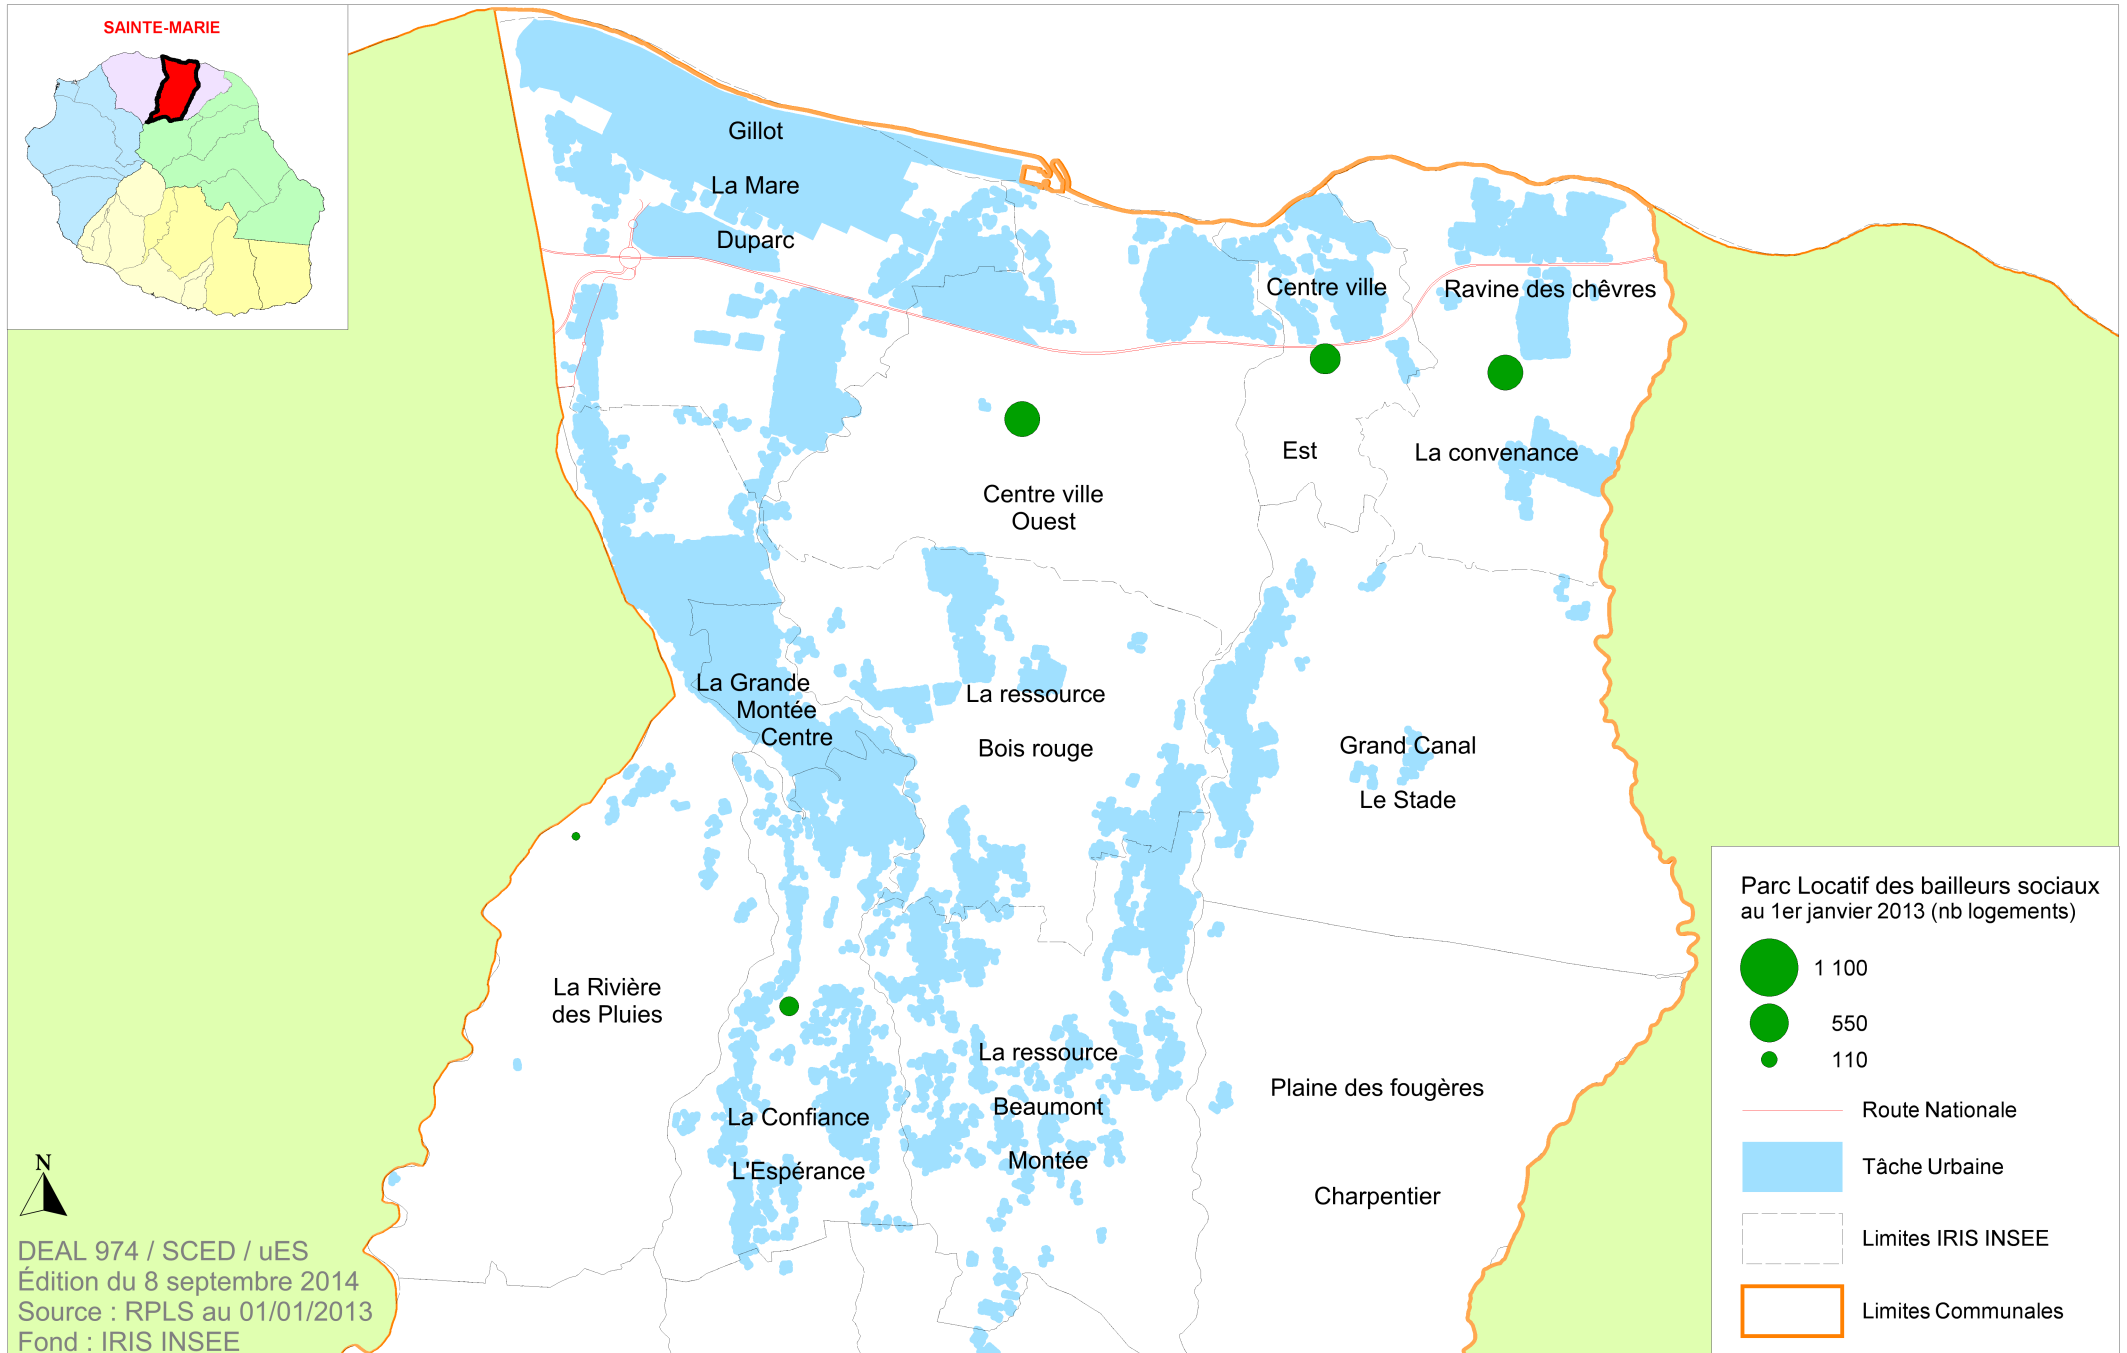 SAINTE-MARIE
Gillot
La Mare
Duparc
Centre ville
Ravine des chêvres
Est
La convenance
Centre ville
Ouest
La Grande
Montée
Centre
La ressource
Bois rouge
Grand Canal
Le Stade
La Rivière
des Pluies
La ressource
Beaumont
Montée
La Confiance
L'Espérance
Plaine des fougères
Charpentier
Parc Locatif des bailleurs sociaux
au 1er janvier 2013 (nb logements)
1 100
550
110
Route Nationale
Tâche Urbaine
Limites IRIS INSEE
Limites Communales
N
DEAL 974 / SCED / uES
Édition du 8 septembre 2014
Source : RPLS au 01/01/2013
Fond : IRIS INSEE